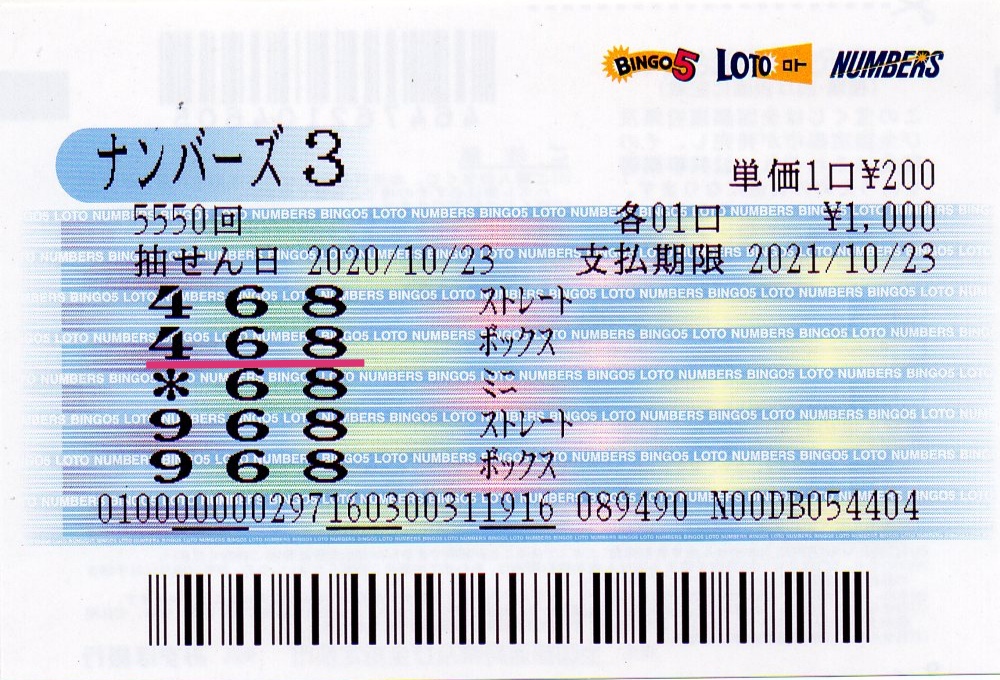 BINGO5 LOTO ロト NUMBERS
ナンバーズ 3
単価1口¥200
5550回 各01口 ¥1,000
抽せん日 2020/10/23 支払期限 2021/10/23
4 6 8 ストレート
4 6 8 ボックス
* 6 8 ミニ
9 6 8 ストレート
9 6 8 ボックス
010000000029716030031​1916 089490 N00DB054404